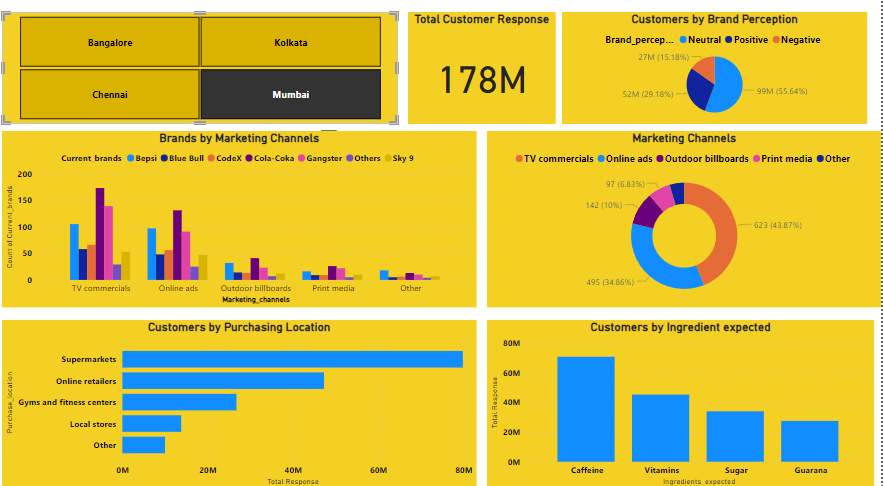 Bangalore
Kolkata
Chennai
Mumbai
Total Customer Response
178M
Customers by Brand Perception
Brand_percep... Neutral Positive Negative
27M (15.18%)
52M (29.18%)
99M (55.64%)
Brands by Marketing Channels
Current brands Bepsi Blue Bull CodeX Cola-Coka Gangster Others Sky 9
Count of Current_brands
200
150
100
50
0
TV commercials Online ads Outdoor billboards Print media Other
Marketing_channels
Marketing Channels
TV commercials Online ads Outdoor billboards Print media Other
97 (6.83%)
142 (10%)
623 (43.87%)
495 (34.86%)
Customers by Purchasing Location
Purchase_location
Supermarkets
Online retailers
Gyms and fitness centers
Local stores
Other
0M 20M 40M 60M 80M
Total Response
Customers by Ingredient expected
Total Response
80M
60M
40M
20M
0M
Caffeine Vitamins Sugar Guarana
Ingredients_expected